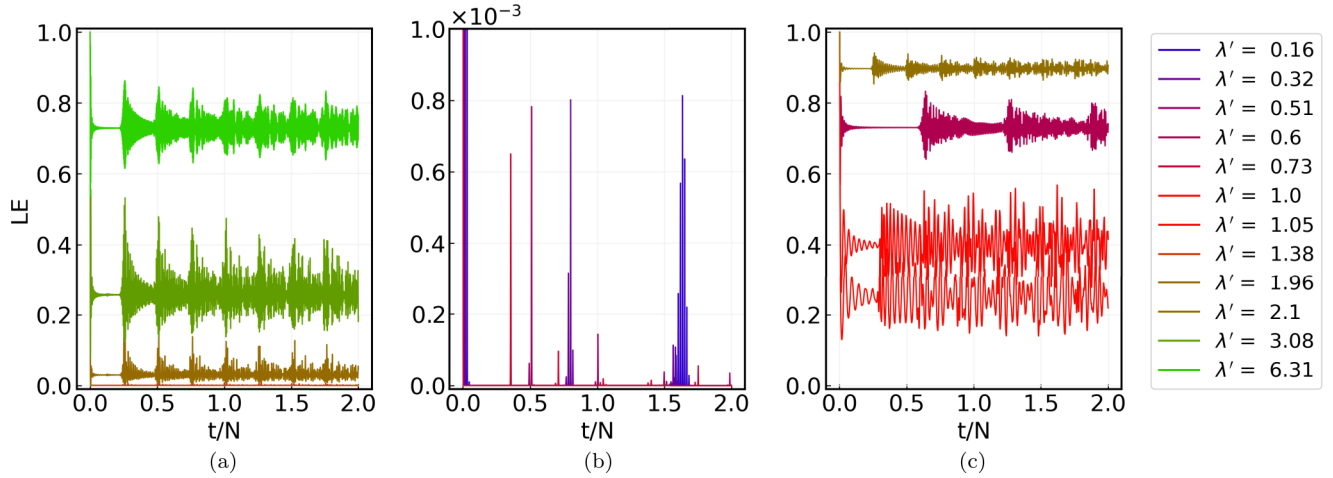 1.0
0.8
0.6
0.4
0.2
0.0
LE
0.0 0.5 1.0 1.5 2.0
t/N
(a)
×10⁻³
1.0
0.8
0.6
0.4
0.2
0.0
0.0 0.5 1.0 1.5 2.0
t/N
(b)
1.0
0.8
0.6
0.4
0.2
0.0
0.0 0.5 1.0 1.5 2.0
t/N
(c)
λ′ = 0.16
λ′ = 0.32
λ′ = 0.51
λ′ = 0.6
λ′ = 0.73
λ′ = 1.0
λ′ = 1.05
λ′ = 1.38
λ′ = 1.96
λ′ = 2.1
λ′ = 3.08
λ′ = 6.31